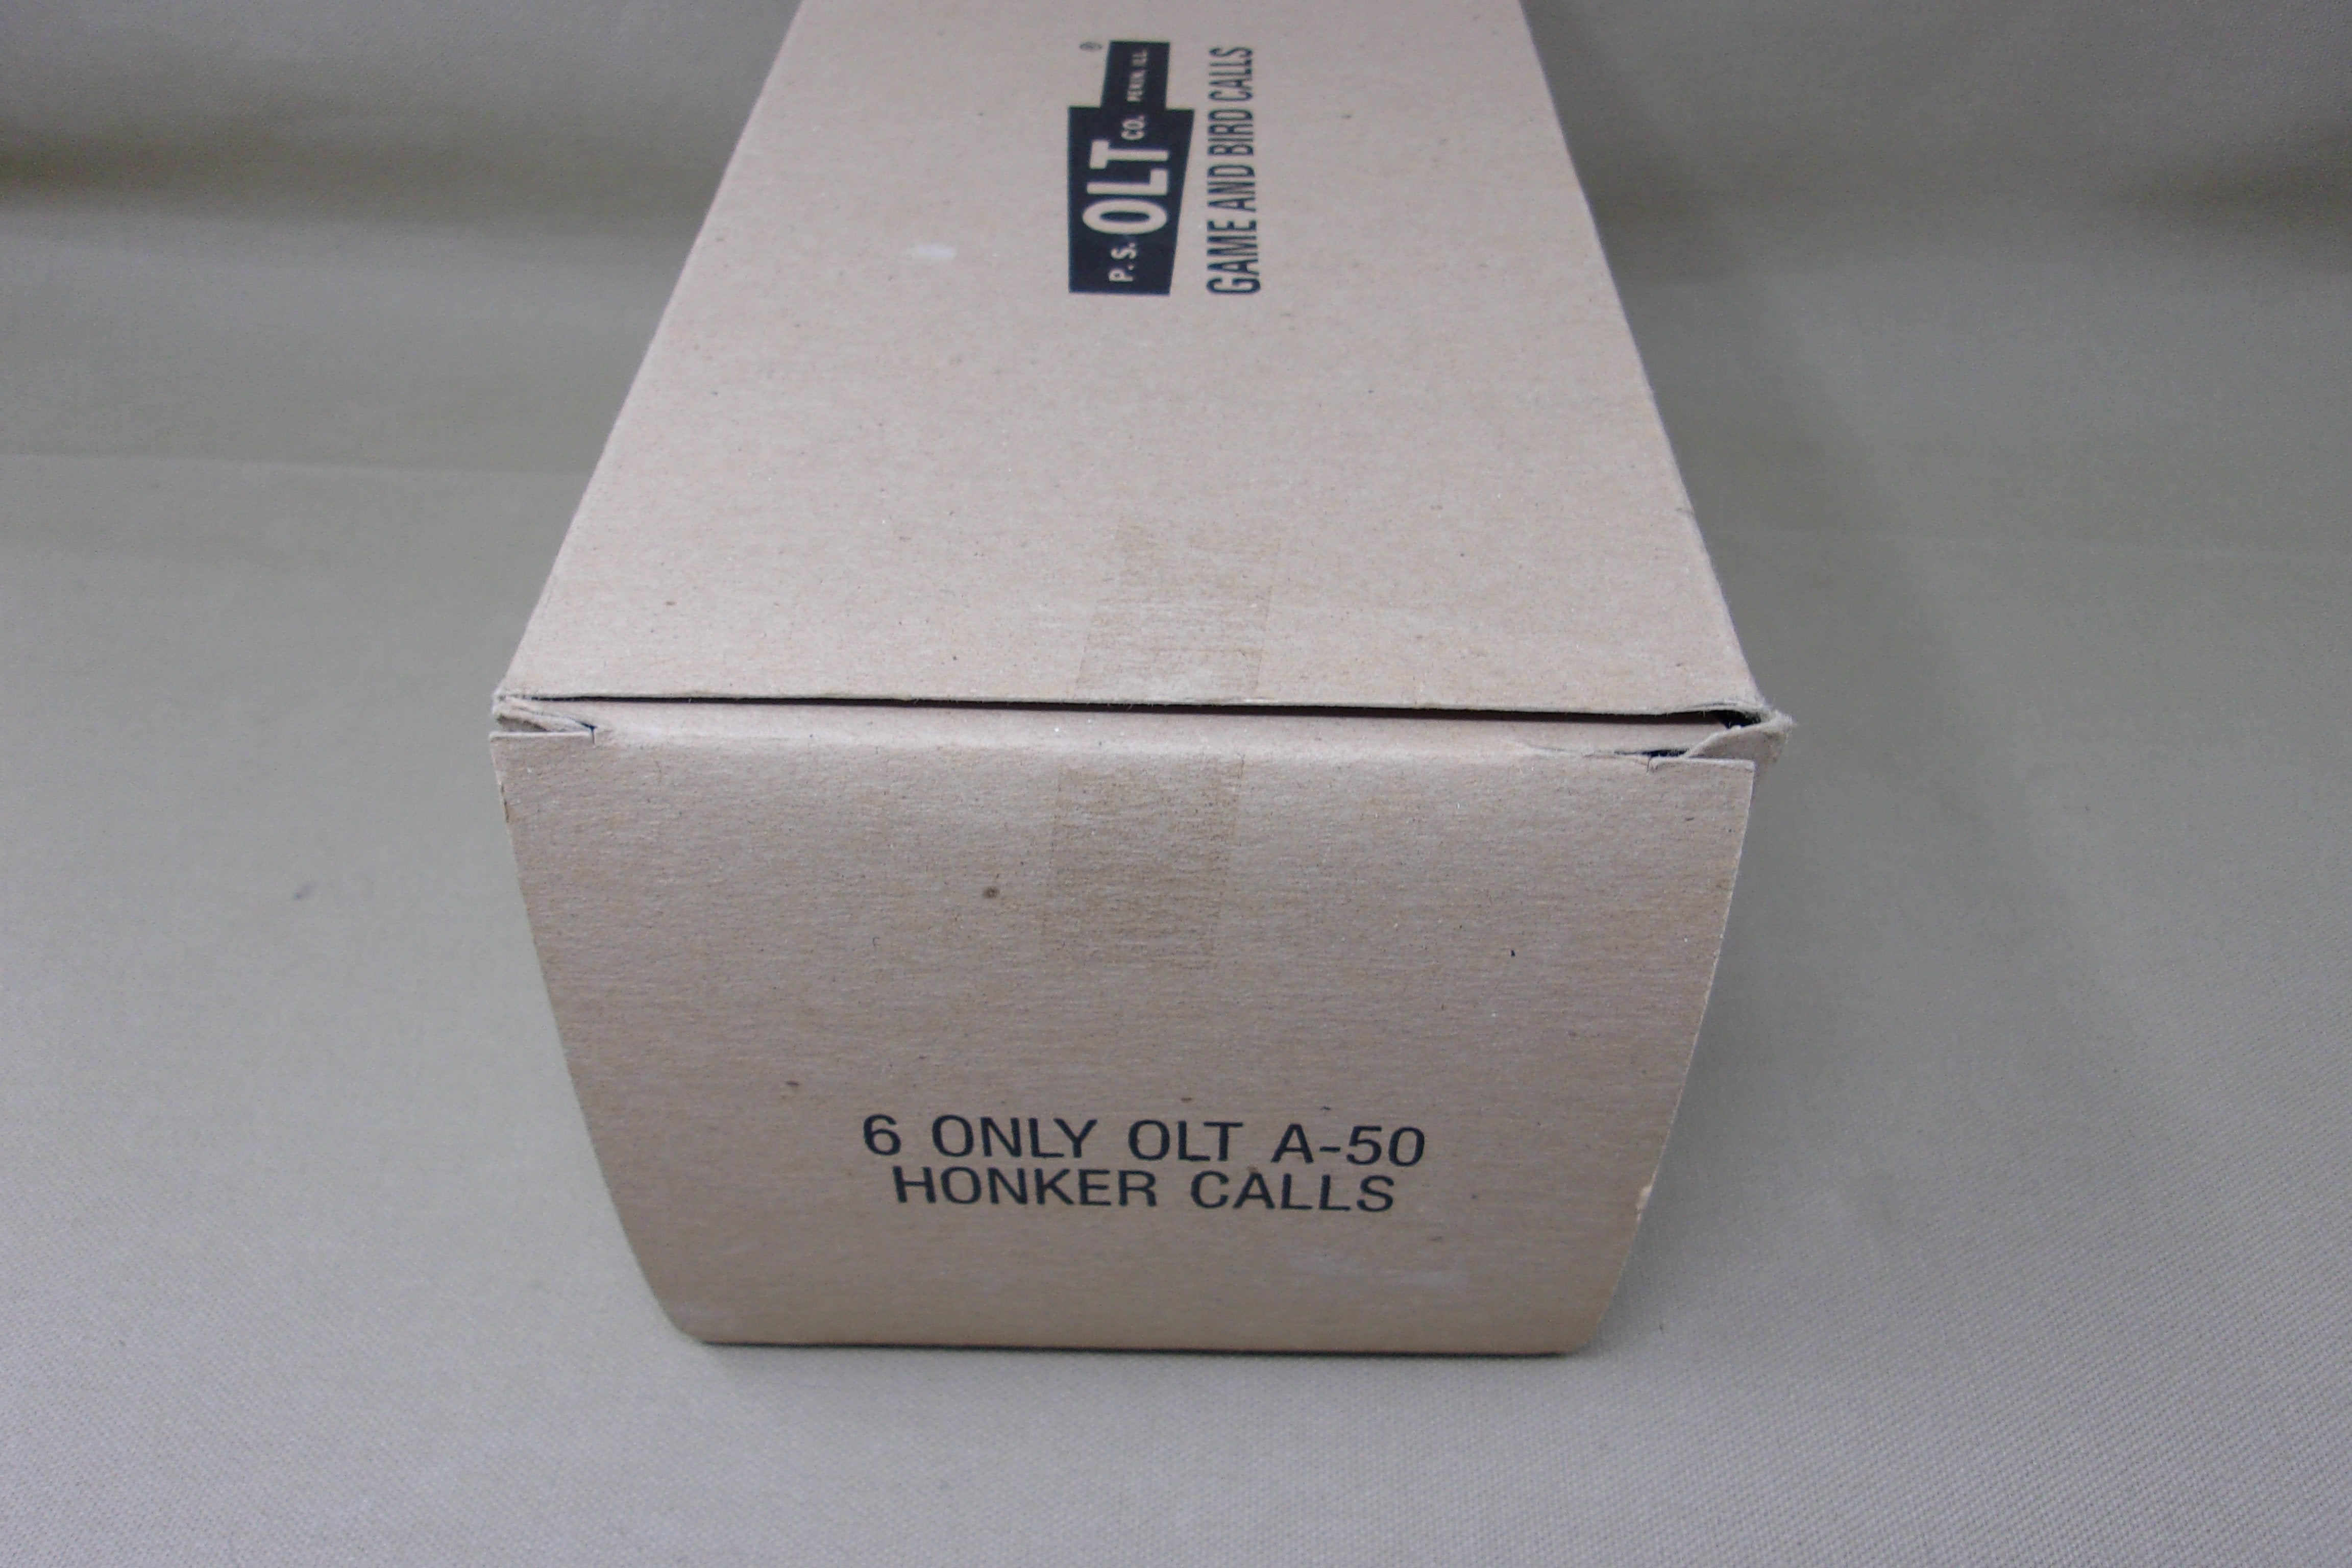 P. S. OLT CO. PEKIN, ILL. ®
GAME AND BIRD CALLS
6 ONLY OLT A-50
HONKER CALLS